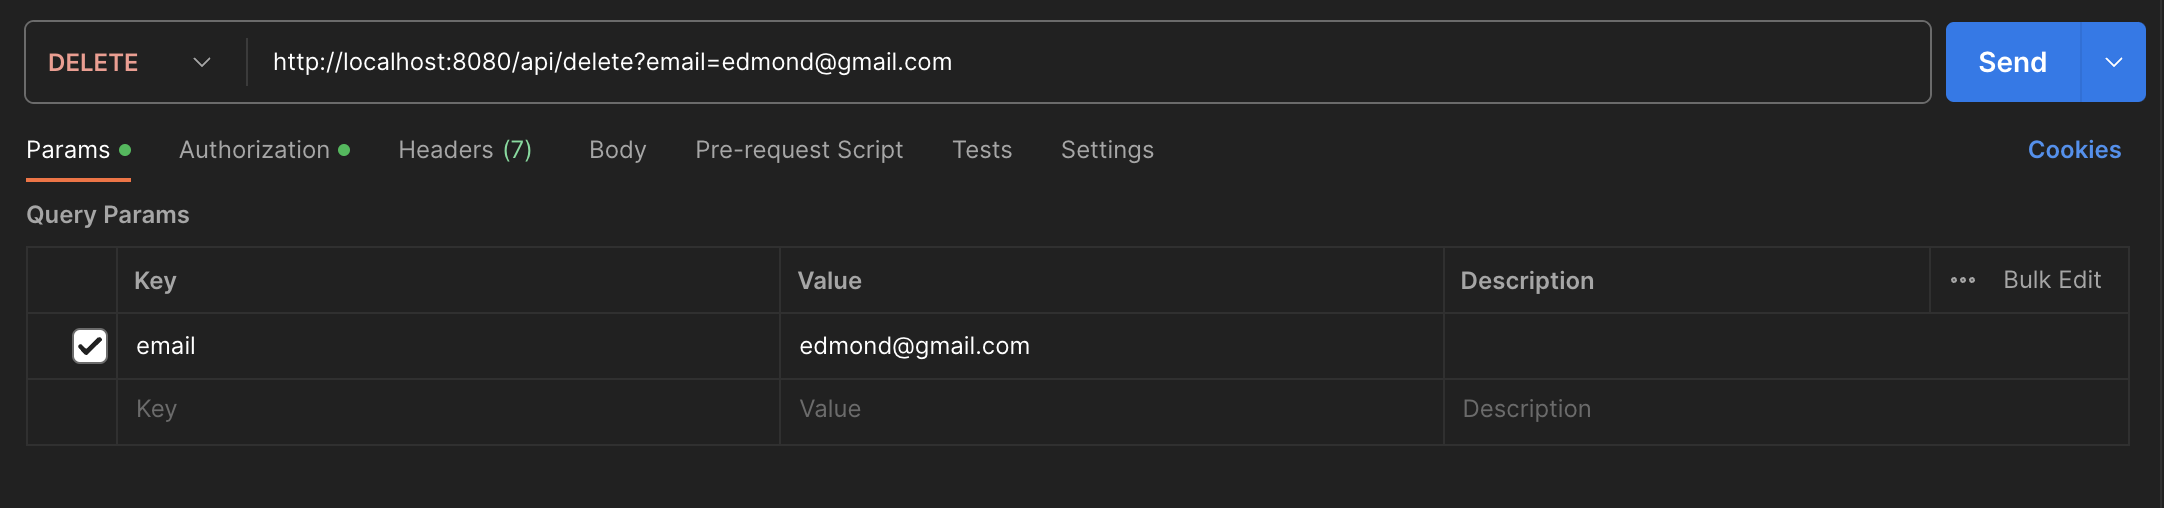 DELETE http://localhost:8080/api/delete?email=edmond@gmail.com Send
Params Authorization Headers (7) Body Pre-request Script Tests Settings Cookies
Query Params
Key Value Description Bulk Edit
email edmond@gmail.com
Key Value Description